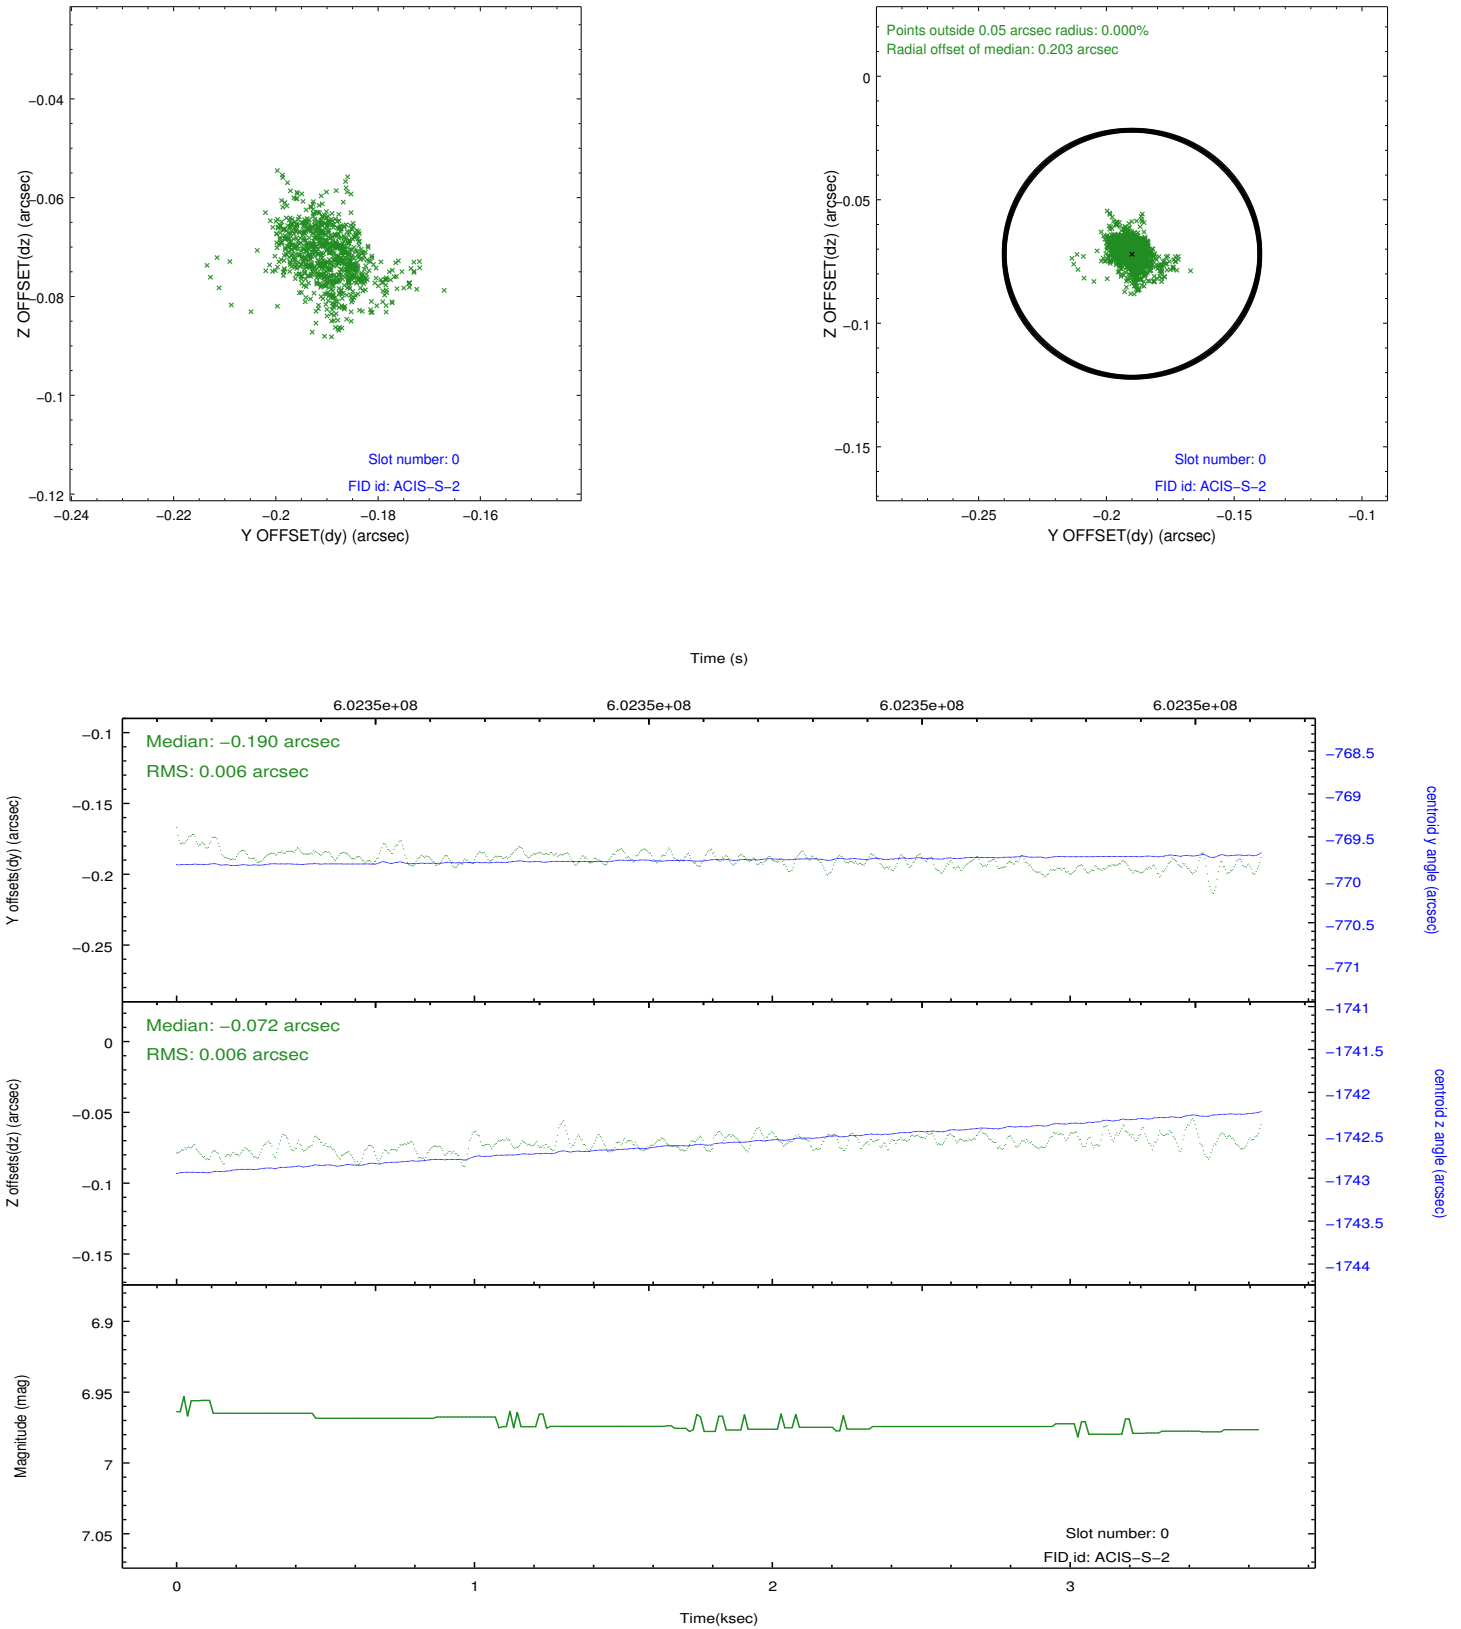 −0.04
−0.06
−0.08
−0.1
−0.12
Z OFFSET(dz) (arcsec)
Slot number: 0
FID id: ACIS−S−2
−0.24
−0.22
−0.2
−0.18
−0.16
Y OFFSET(dy) (arcsec)
Points outside 0.05 arcsec radius: 0.000%
Radial offset of median: 0.203 arcsec
0
−0.05
−0.1
−0.15
Z OFFSET(dz) (arcsec)
Slot number: 0
FID id: ACIS−S−2
−0.25
−0.2
−0.15
−0.1
Y OFFSET(dy) (arcsec)
Time (s)
6.0235e+08
6.0235e+08
6.0235e+08
6.0235e+08
Median: −0.190 arcsec
RMS: 0.006 arcsec
−0.1
−0.15
−0.2
−0.25
Y offsets(dy) (arcsec)
−768.5
−769
−769.5
−770
−770.5
−771
centroid y angle (arcsec)
Median: −0.072 arcsec
RMS: 0.006 arcsec
0
−0.05
−0.1
−0.15
Z offsets(dz) (arcsec)
−1741
−1741.5
−1742
−1742.5
−1743
−1743.5
−1744
centroid z angle (arcsec)
6.9
6.95
7
7.05
Magnitude (mag)
Slot number: 0
FID id: ACIS−S−2
0
1
2
3
Time(ksec)